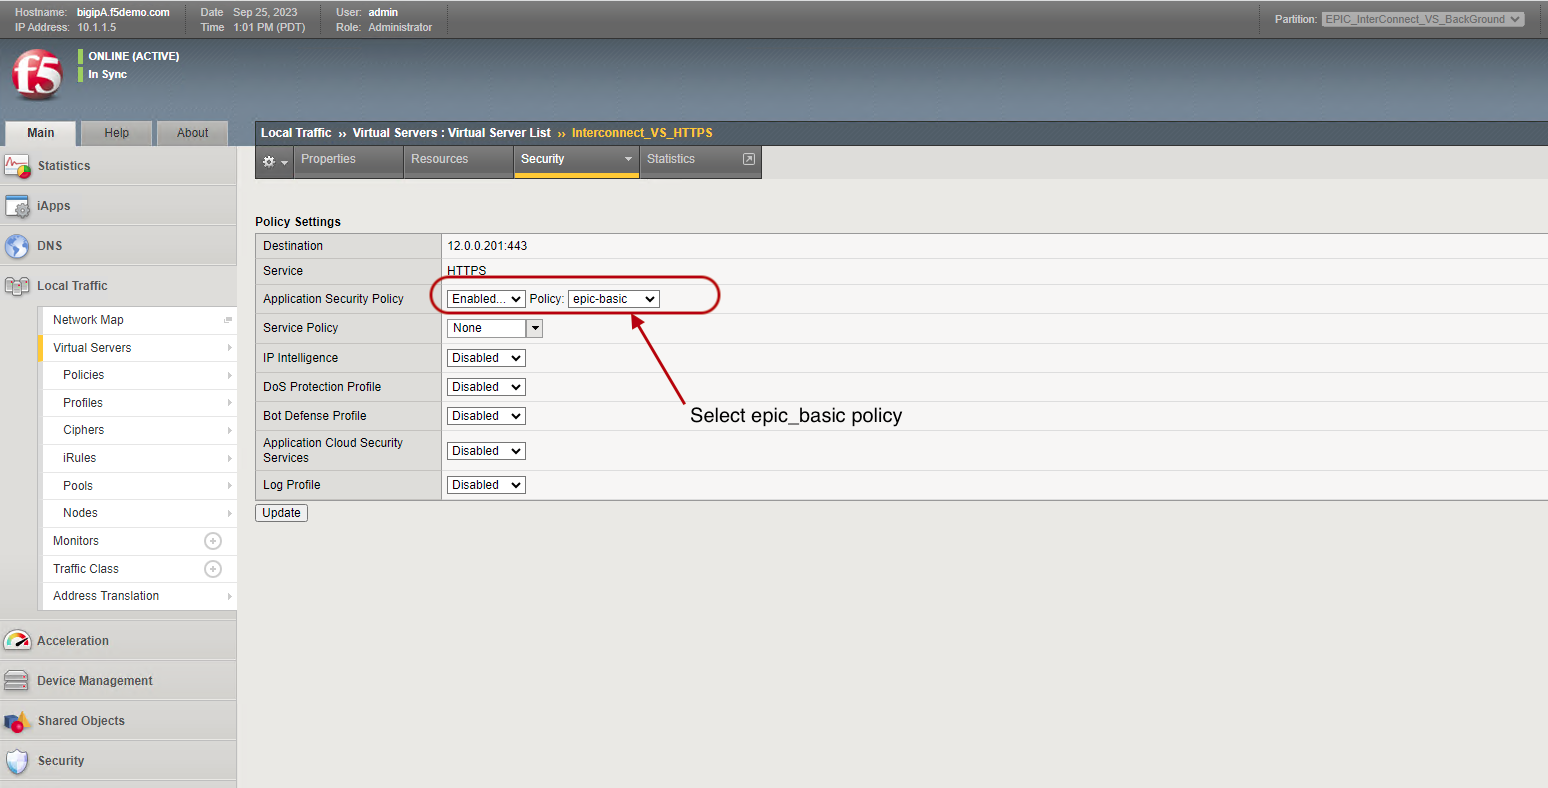 Hostname: bigipA.f5demo.com Date Sep 25, 2023 User: admin
IP Address: 10.1.1.5 Time 1:01 PM (PDT) Role: Administrator
Partition: EPIC_InterConnect_VS_BackGround
f5
ONLINE (ACTIVE)
In Sync
Main Help About
Local Traffic ›› Virtual Servers : Virtual Server List ›› Interconnect_VS_HTTPS
Properties Resources Security Statistics
Statistics
iApps
DNS
Local Traffic
Network Map
Virtual Servers
Policies
Profiles
Ciphers
iRules
Pools
Nodes
Monitors
Traffic Class
Address Translation
Acceleration
Device Management
Shared Objects
Security
Policy Settings
Destination 12.0.0.201:443
Service HTTPS
Application Security Policy Enabled... Policy: epic-basic
Service Policy None
IP Intelligence Disabled
DoS Protection Profile Disabled
Bot Defense Profile Disabled
Application Cloud Security
Services Disabled
Log Profile Disabled
Update
Select epic_basic policy